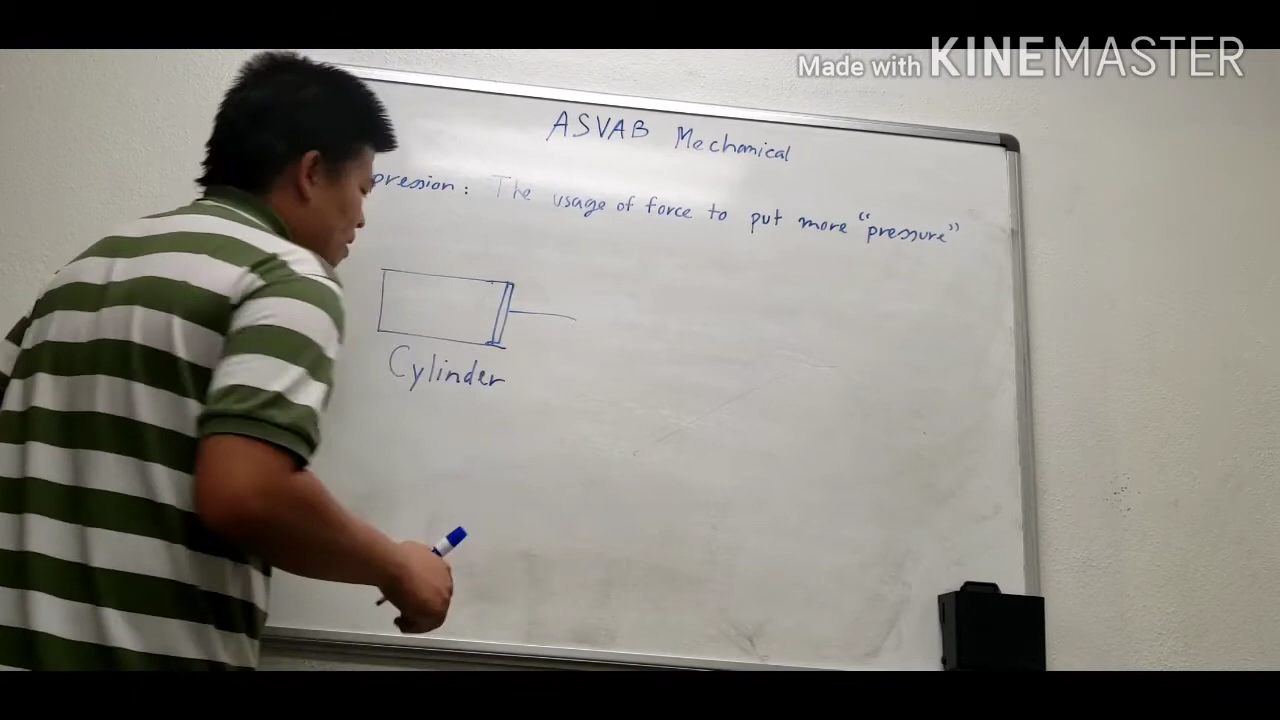 Made with KINEMASTER
ASVAB Mechanical
pression: The usage of force to put more "pressure"
Cylinder